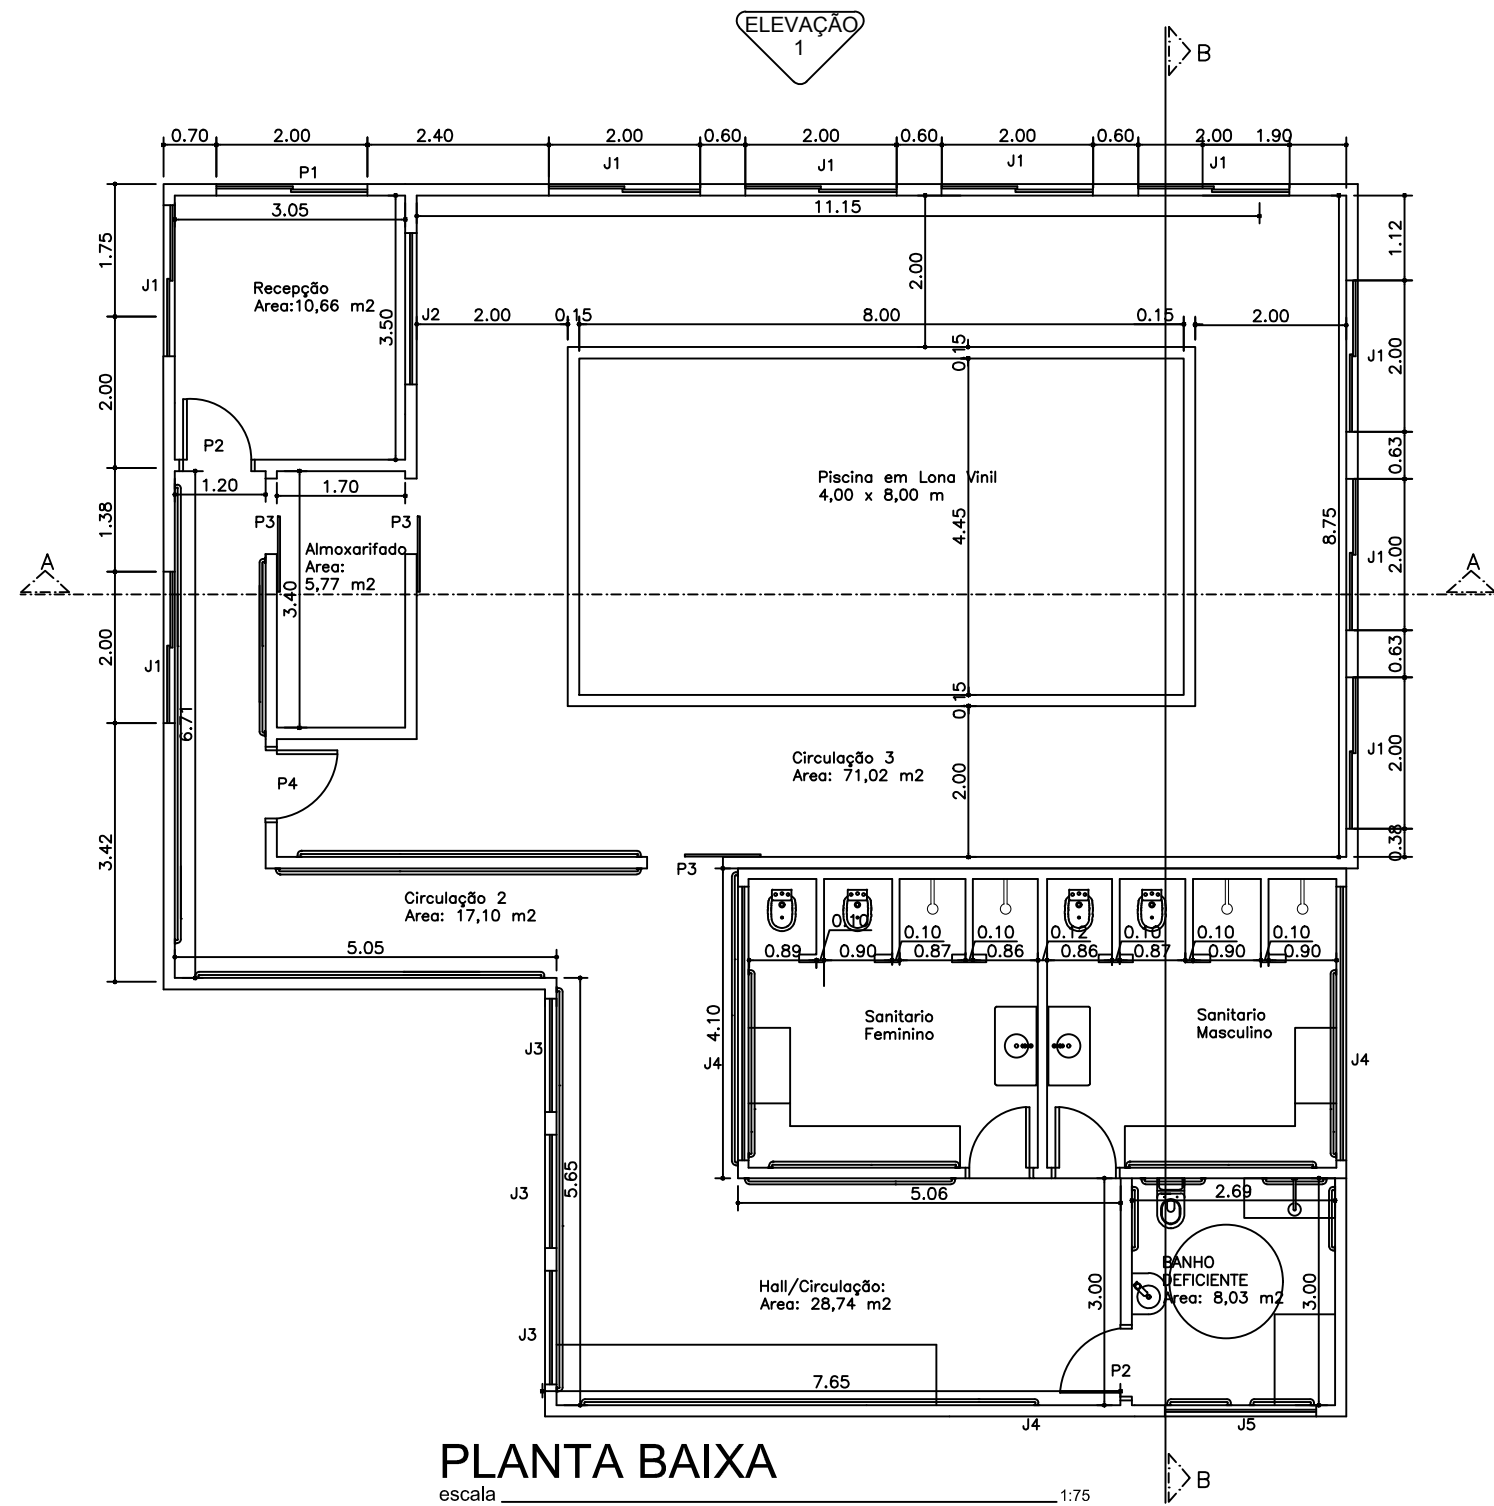 ELEVAÇÃO
1
B
0.70
2.00
2.40
2.00
0.60
2.00
0.60
2.00
0.60
2.00
1.90
P1
J1
J1
J1
J1
3.05
11.15
1.75
J1
Recepção
Area:10,66 m2
3.50
J2
2.00
2.00
0.15
8.00
0.15
2.00
1.12
0.15
J1
2.00
2.00
P2
0.63
1.20
1.70
Piscina em Lona Vinil
4,00 x 8,00 m
1.38
P3
P3
4.45
8.75
Almoxarifado
Area:
5,77 m2
J1
2.00
A
A
3.40
2.00
J1
0.63
6.71
0.15
J1
2.00
P4
Circulação 3
Area: 71,02 m2
2.00
3.42
0.38
P3
Circulação 2
Area: 17,10 m2
0.10
0.10
0.10
0.12
0.10
0.10
0.10
5.05
0.89
0.90
0.87
0.86
0.86
0.87
0.90
0.90
4.10
Sanitario
Feminino
Sanitario
Masculino
J3
J4
J4
5.65
J3
5.06
2.69
BANHO
DEFICIENTE
Area: 8,03 m2
Hall/Circulação:
Area: 28,74 m2
3.00
3.00
J3
P2
7.65
J4
J5
PLANTA BAIXA
escala
1:75
B